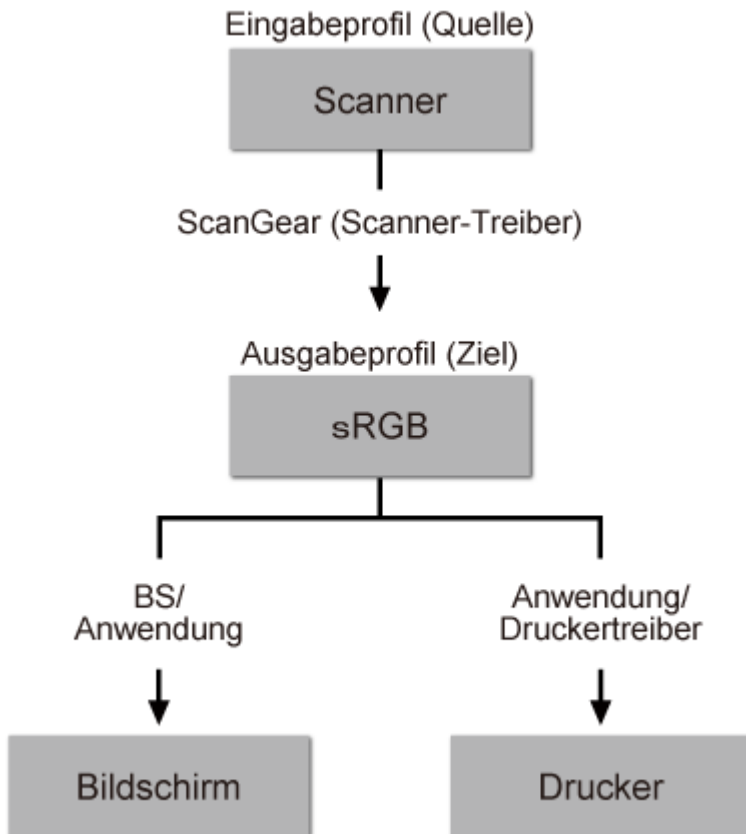 Eingabeprofil (Quelle)
Scanner
ScanGear (Scanner-Treiber)
Ausgabeprofil (Ziel)
sRGB
BS/
Anwendung
Anwendung/
Druckertreiber
Bildschirm
Drucker